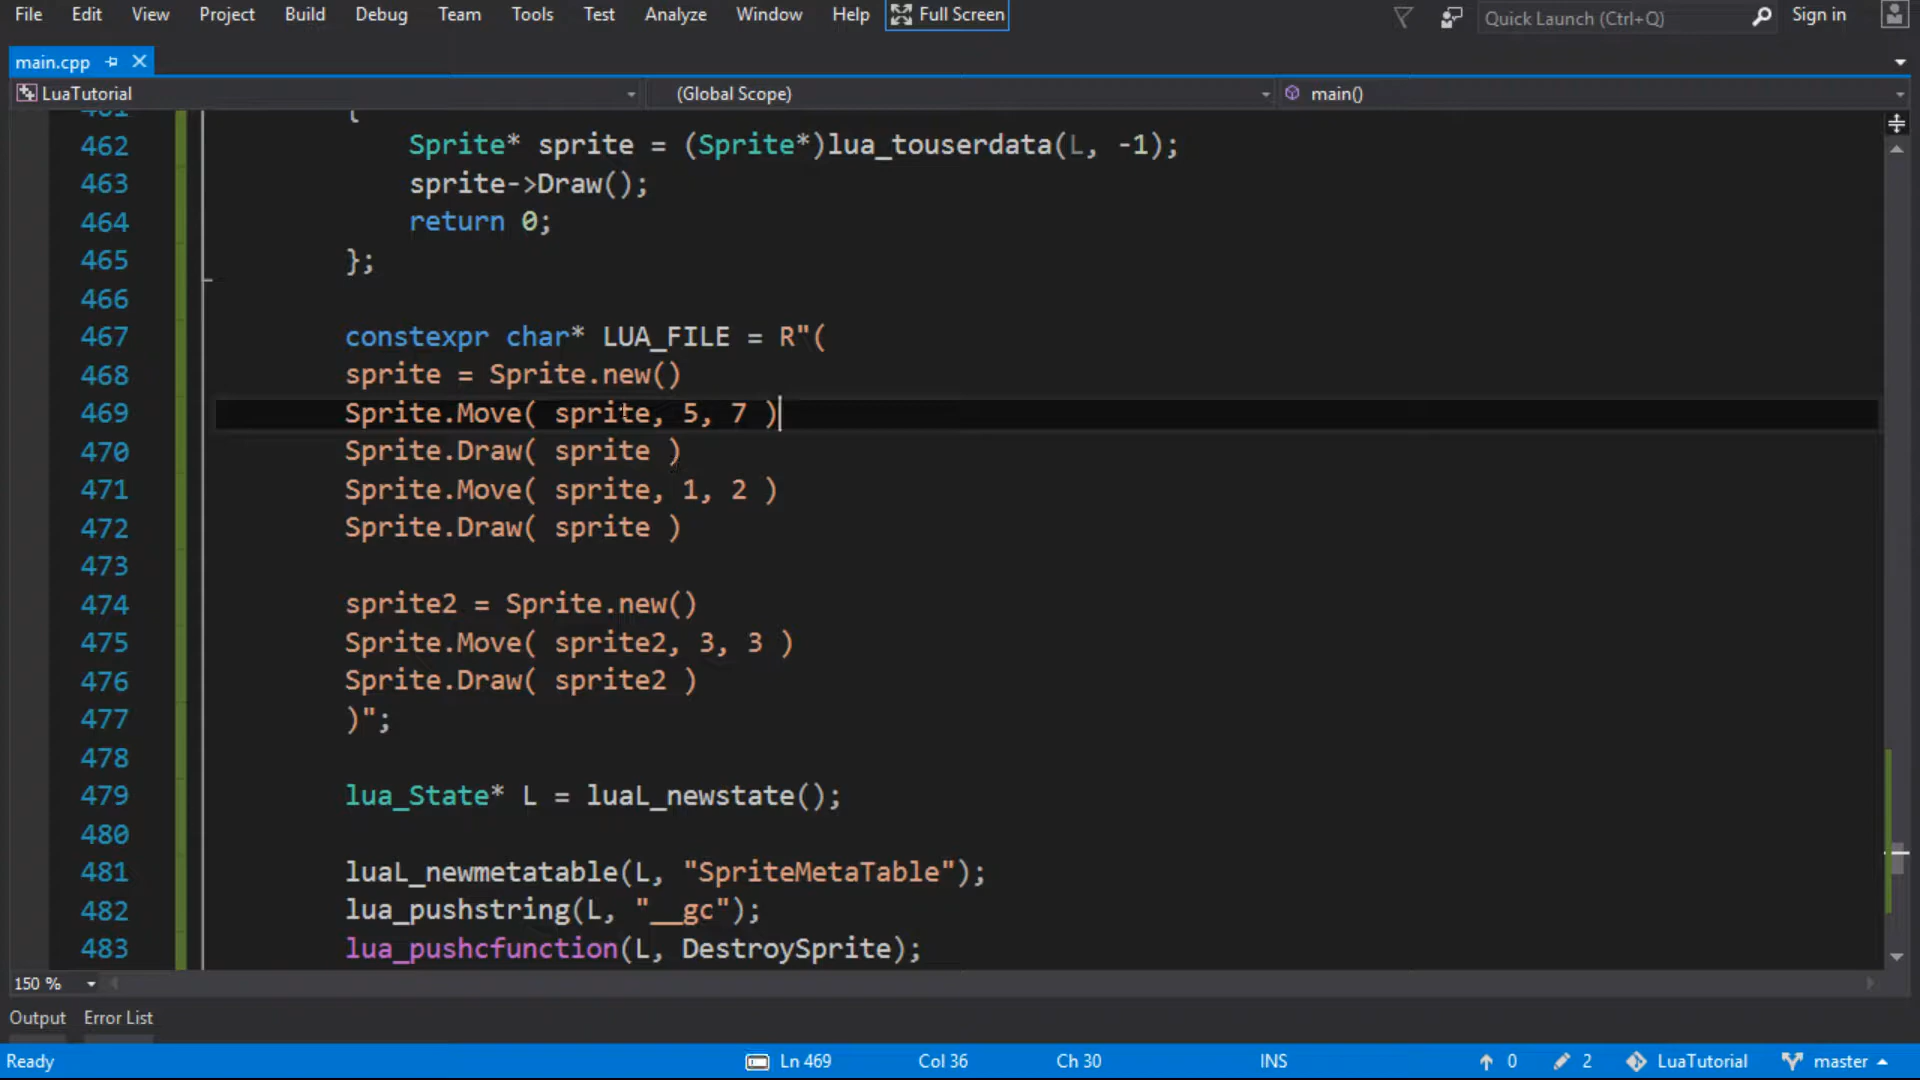 File Edit View Project Build Debug Team Tools Test Analyze Window Help Full Screen Quick Launch (Ctrl+Q) Sign in
main.cpp
LuaTutorial (Global Scope) main()
461 {
462 Sprite* sprite = (Sprite*)lua_touserdata(L, -1);
463 sprite->Draw();
464 return 0;
465 };
466
467 constexpr char* LUA_FILE = R"(
468 sprite = Sprite.new()
469 Sprite.Move( sprite, 5, 7 )
470 Sprite.Draw( sprite )
471 Sprite.Move( sprite, 1, 2 )
472 Sprite.Draw( sprite )
473
474 sprite2 = Sprite.new()
475 Sprite.Move( sprite2, 3, 3 )
476 Sprite.Draw( sprite2 )
477 )";
478
479 lua_State* L = luaL_newstate();
480
481 luaL_newmetatable(L, "SpriteMetaTable");
482 lua_pushstring(L, "__gc");
483 lua_pushcfunction(L, DestroySprite);
150 %
Output Error List
Ready Ln 469 Col 36 Ch 30 INS 0 2 LuaTutorial master